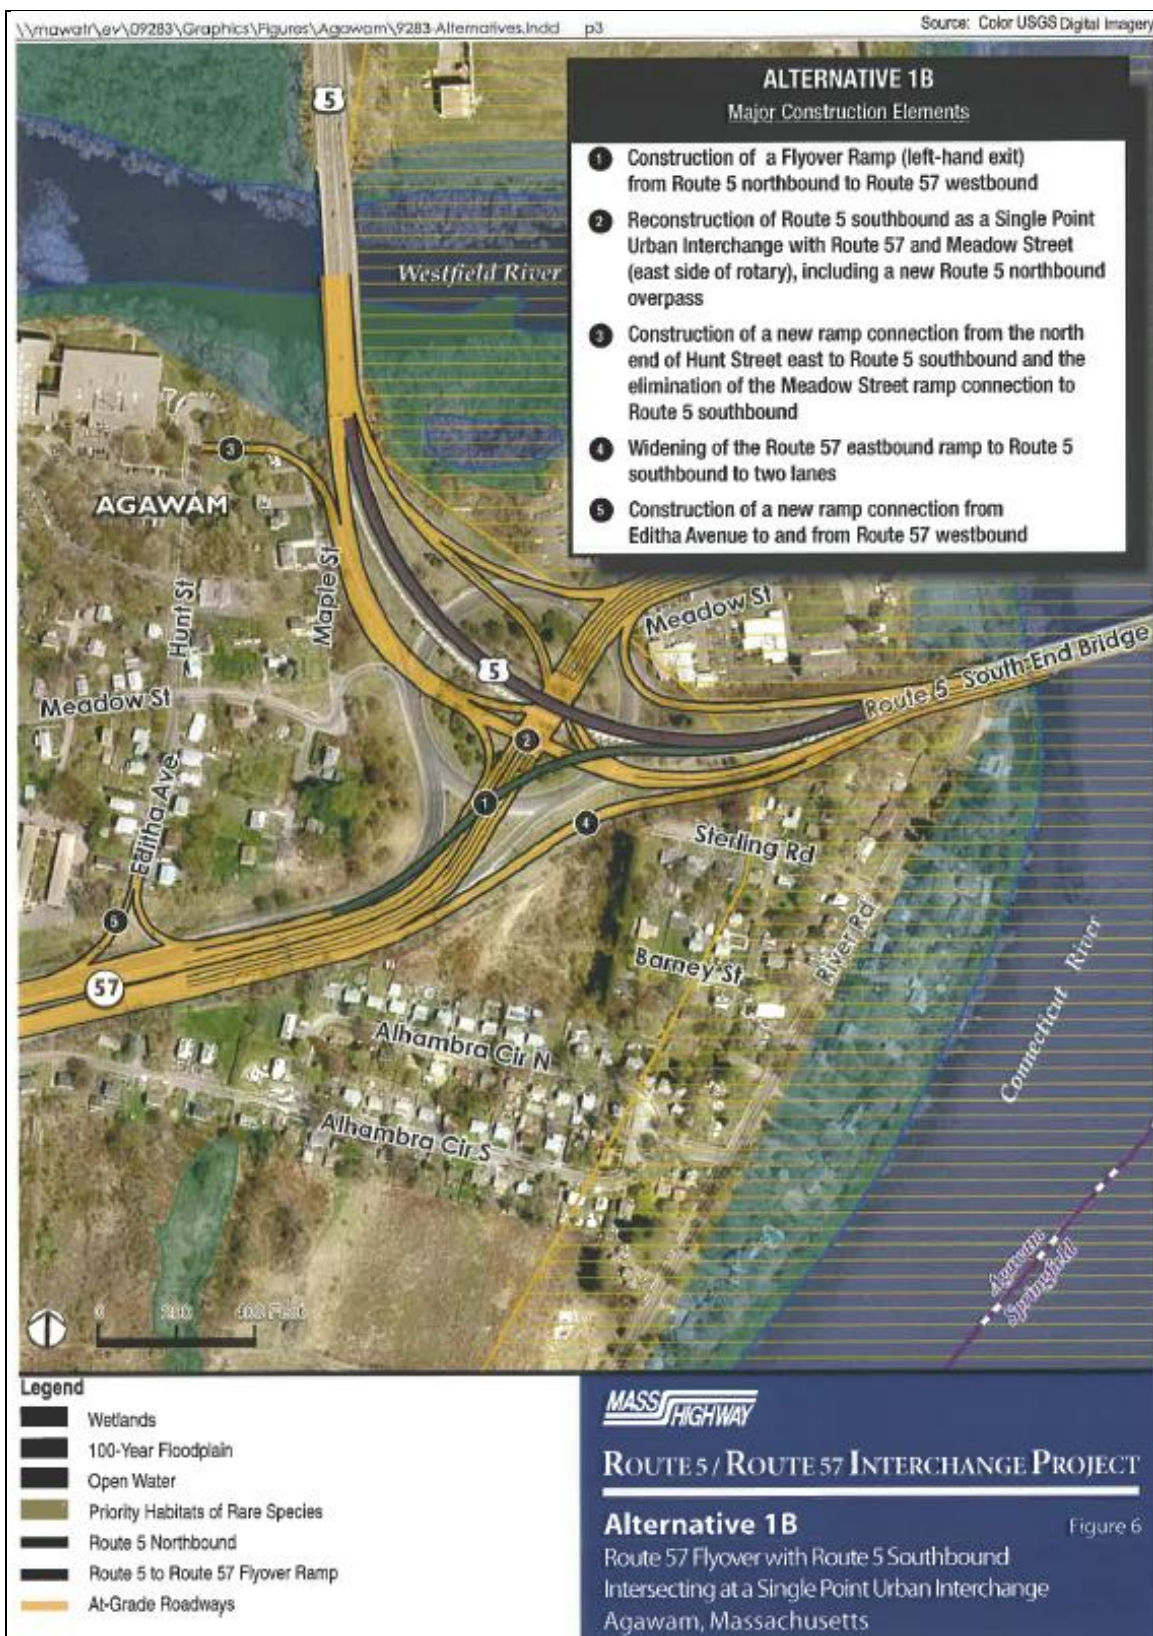 \\mawatr\ev\09283\Graphics\Figures\Agawam\9283-Alternatives.indd p3
Source: Color USGS Digital Imagery
ALTERNATIVE 1B
Major Construction Elements
1 Construction of a Flyover Ramp (left-hand exit)
from Route 5 northbound to Route 57 westbound
2 Reconstruction of Route 5 southbound as a Single Point
Urban Interchange with Route 57 and Meadow Street
(east side of rotary), including a new Route 5 northbound
overpass
3 Construction of a new ramp connection from the north
end of Hunt Street east to Route 5 southbound and the
elimination of the Meadow Street ramp connection to
Route 5 southbound
4 Widening of the Route 57 eastbound ramp to Route 5
southbound to two lanes
5 Construction of a new ramp connection from
Editha Avenue to and from Route 57 westbound
5
Westfield River
3
AGAWAM
Hunt St
Maple St
Meadow St
5
Meadow St
Route 5 South End Bridge
2
1
4
Editha Ave
Sterling Rd
5
River Rd
Barney St
57
Connecticut River
Alhambra Cir N
Alhambra Cir S
Agawam
Springfield
0 200 400 Feet
Legend
Wetlands
100-Year Floodplain
Open Water
Priority Habitats of Rare Species
Route 5 Northbound
Route 5 to Route 57 Flyover Ramp
At-Grade Roadways
MASS HIGHWAY
ROUTE 5 / ROUTE 57 INTERCHANGE PROJECT
Alternative 1B Figure 6
Route 57 Flyover with Route 5 Southbound
Intersecting at a Single Point Urban Interchange
Agawam, Massachusetts